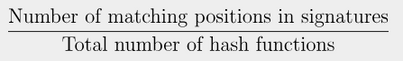 Number of matching positions in signatures
Total number of hash functions